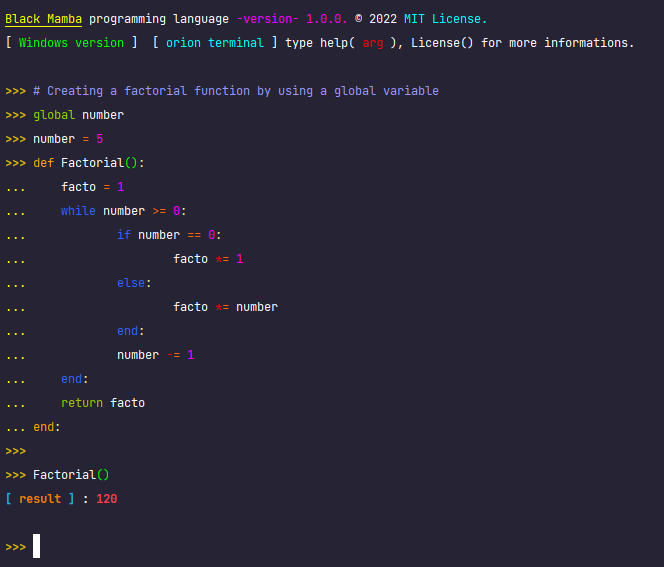 Black Mamba programming language -version- 1.0.0. © 2022 MIT License.
[ Windows version ]  [ orion terminal ] type help( arg ), License() for more informations.
>>> # Creating a factorial function by using a global variable
>>> global number
>>> number = 5
>>> def Factorial():
...     facto = 1
...     while number >= 0:
...             if number == 0:
...                     facto *= 1
...             else:
...                     facto *= number
...             end:
...             number -= 1
...     end:
...     return facto
... end:
>>>
>>> Factorial()
[ result ] : 120
>>>